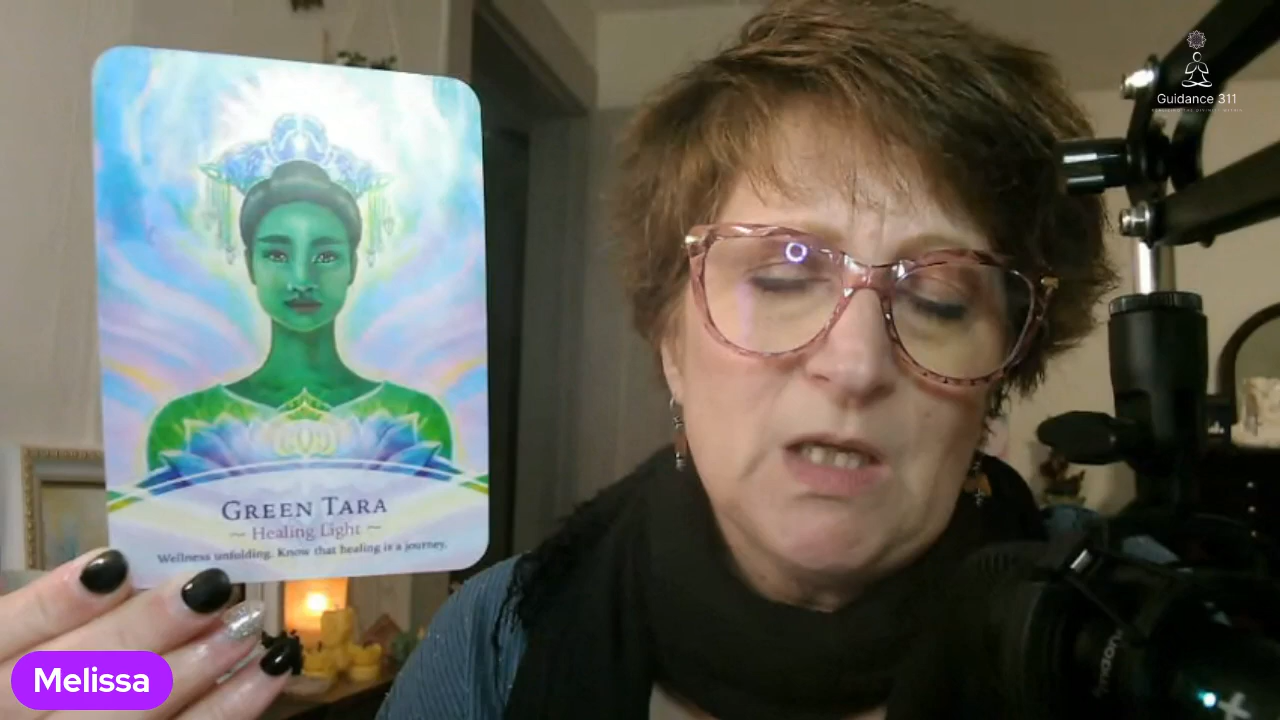 Guidance 311
GREEN TARA
~ Healing Light ~
Wellness unfolding. Know that healing is a journey.
Melissa